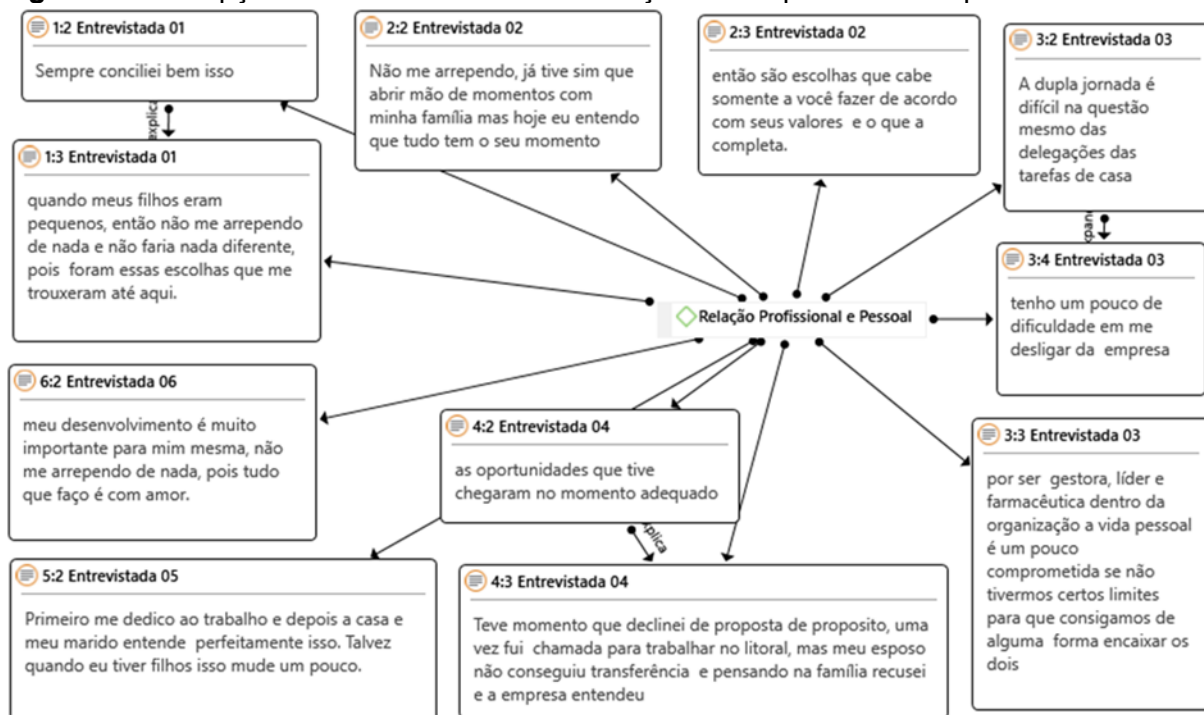 1:2 Entrevistada 01
Sempre conciliei bem isso
explica
1:3 Entrevistada 01
quando meus filhos eram
pequenos, então não me arrependo
de nada e não faria nada diferente,
pois foram essas escolhas que me
trouxeram até aqui.
2:2 Entrevistada 02
Não me arrependo, já tive sim que
abrir mão de momentos com
minha família mas hoje eu entendo
que tudo tem o seu momento
2:3 Entrevistada 02
então são escolhas que cabe
somente a você fazer de acordo
com seus valores e o que a
completa.
3:2 Entrevistada 03
A dupla jornada é
difícil na questão
mesmo das
delegações das
tarefas de casa
3:4 Entrevistada 03
tenho um pouco de
dificuldade em me
desligar da empresa
Relação Profissional e Pessoal
6:2 Entrevistada 06
meu desenvolvimento é muito
importante para mim mesma, não
me arrependo de nada, pois tudo
que faço é com amor.
4:2 Entrevistada 04
as oportunidades que tive
chegaram no momento adequado
xplica
3:3 Entrevistada 03
por ser gestora, líder e
farmacêutica dentro da
organização a vida pessoal
é um pouco
comprometida se não
tivermos certos limites
para que consigamos de
alguma forma encaixar os
dois
5:2 Entrevistada 05
Primeiro me dedico ao trabalho e depois a casa e
meu marido entende perfeitamente isso. Talvez
quando eu tiver filhos isso mude um pouco.
4:3 Entrevistada 04
Teve momento que declinei de proposta de proposito, uma
vez fui chamada para trabalhar no litoral, mas meu esposo
não conseguiu transferência e pensando na família recusei
e a empresa entendeu